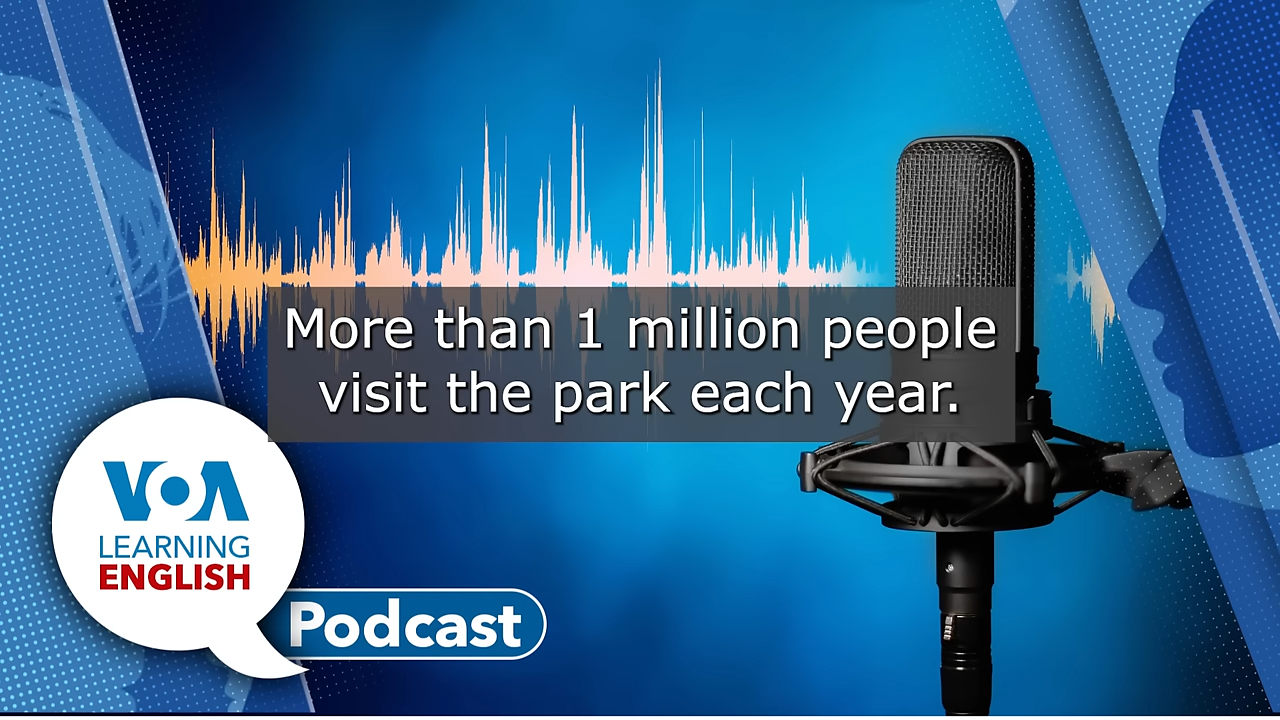 More than 1 million people
visit the park each year.
VOA
LEARNING
ENGLISH
Podcast